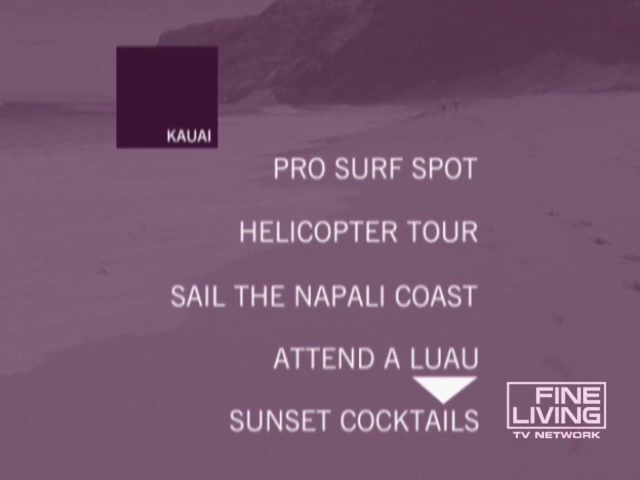 KAUAI
PRO SURF SPOT
HELICOPTER TOUR
SAIL THE NAPALI COAST
ATTEND A LUAU
SUNSET COCKTAILS
FINE
LIVING
TV NETWORK